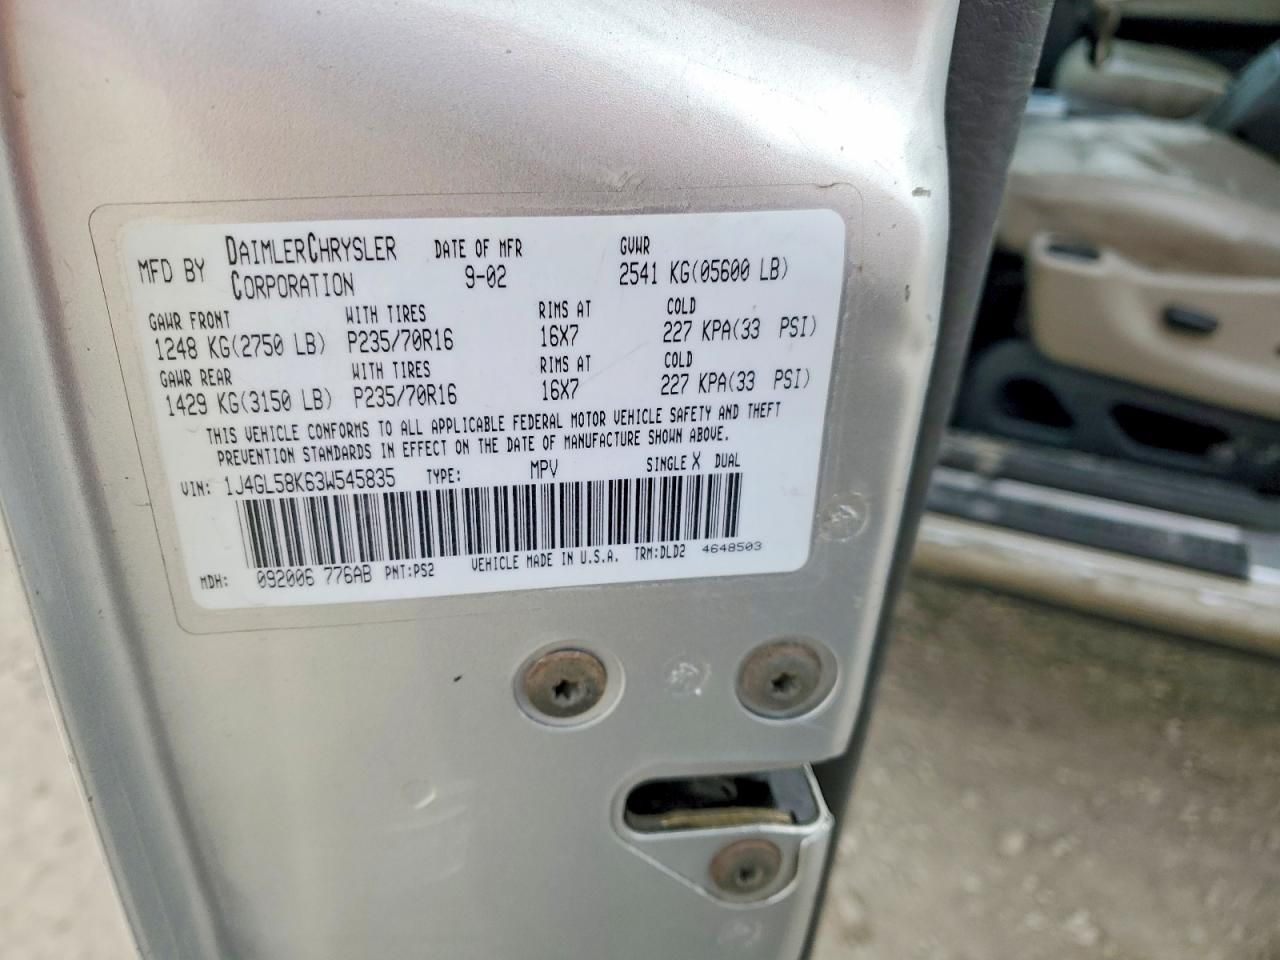 MFD BY DAIMLERCHRYSLER CORPORATION DATE OF MFR 9-02 GVWR 2541 KG(05600 LB)
GAWR FRONT WITH TIRES RIMS AT COLD
1248 KG(2750 LB) P235/70R16 16X7 227 KPA(33 PSI)
GAWR REAR WITH TIRES RIMS AT COLD
1429 KG(3150 LB) P235/70R16 16X7 227 KPA(33 PSI)
THIS VEHICLE CONFORMS TO ALL APPLICABLE FEDERAL MOTOR VEHICLE SAFETY AND THEFT
PREVENTION STANDARDS IN EFFECT ON THE DATE OF MANUFACTURE SHOWN ABOVE.
VIN: 1J4GL58K63W545835 TYPE: MPV SINGLE X DUAL
MDH: 092006 776AB PNT:PS2 VEHICLE MADE IN U.S.A. TRM:DLD2 4648503